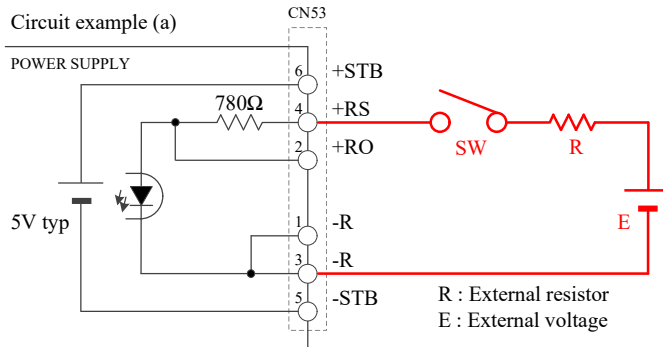 Circuit example (a)
CN53
POWER SUPPLY
6 +STB
780Ω 4 +RS
SW R
2 +RO
5V typ
1 -R
E
3 -R
5 -STB
R : External resistor
E : External voltage